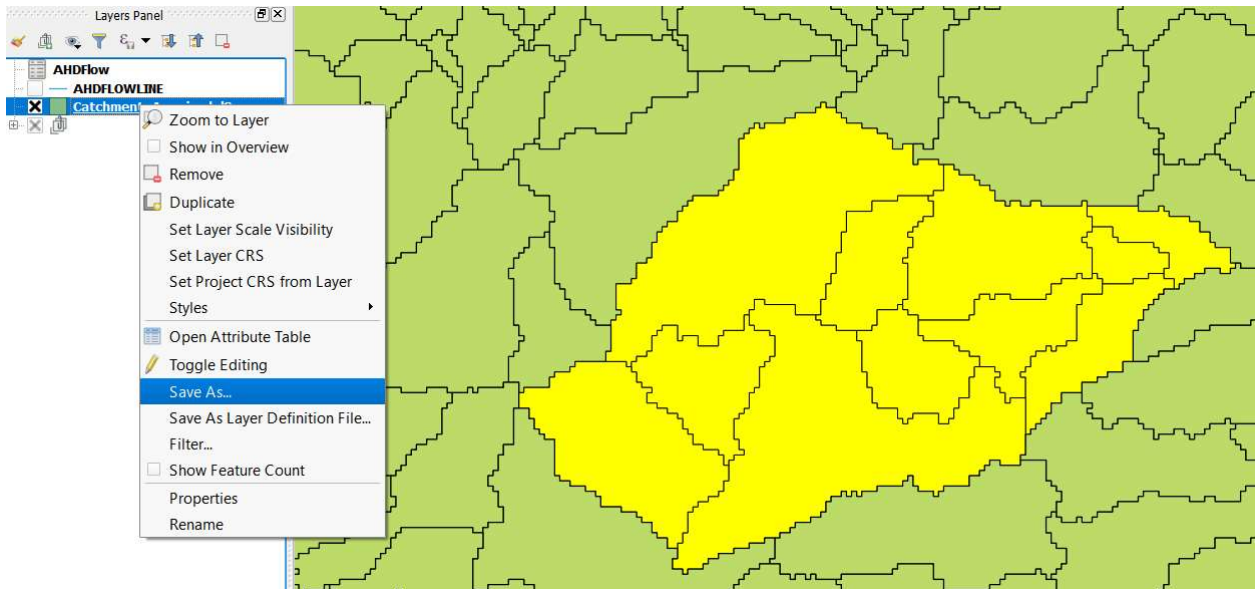 Layers Panel
AHDFlow
AHDFLOWLINE
Zoom to Layer
Show in Overview
Remove
Duplicate
Set Layer Scale Visibility
Set Layer CRS
Set Project CRS from Layer
Styles
Open Attribute Table
Toggle Editing
Save As...
Save As Layer Definition File...
Filter...
Show Feature Count
Properties
Rename